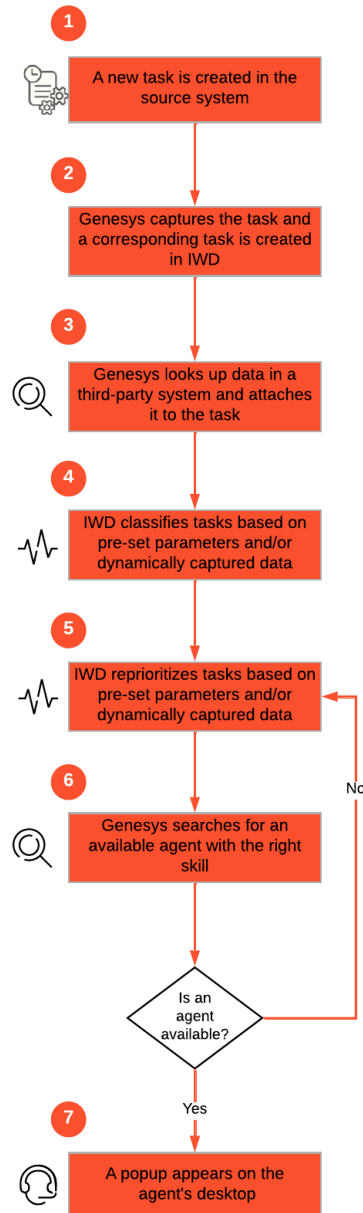 1
A new task is created in the
source system
2
Genesys captures the task and
a corresponding task is created
in IWD
3
Genesys looks up data in a
third-party system and attaches
it to the task
4
IWD classifies tasks based on
pre-set parameters and/or
dynamically captured data
5
IWD reprioritizes tasks based on
pre-set parameters and/or
dynamically captured data
No
6
Genesys searches for an
available agent with the right
skill
Is an
agent
available?
Yes
7
A popup appears on the
agent's desktop